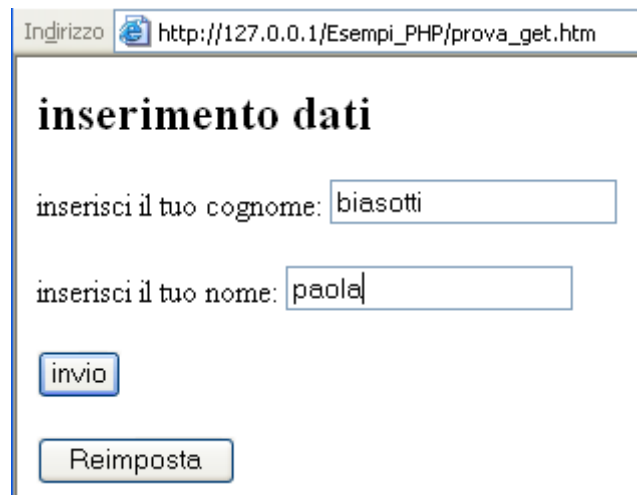 Indirizzo http://127.0.0.1/Esempi_PHP/prova_get.htm
inserimento dati
inserisci il tuo cognome: biasotti
inserisci il tuo nome: paola
invio
Reimposta